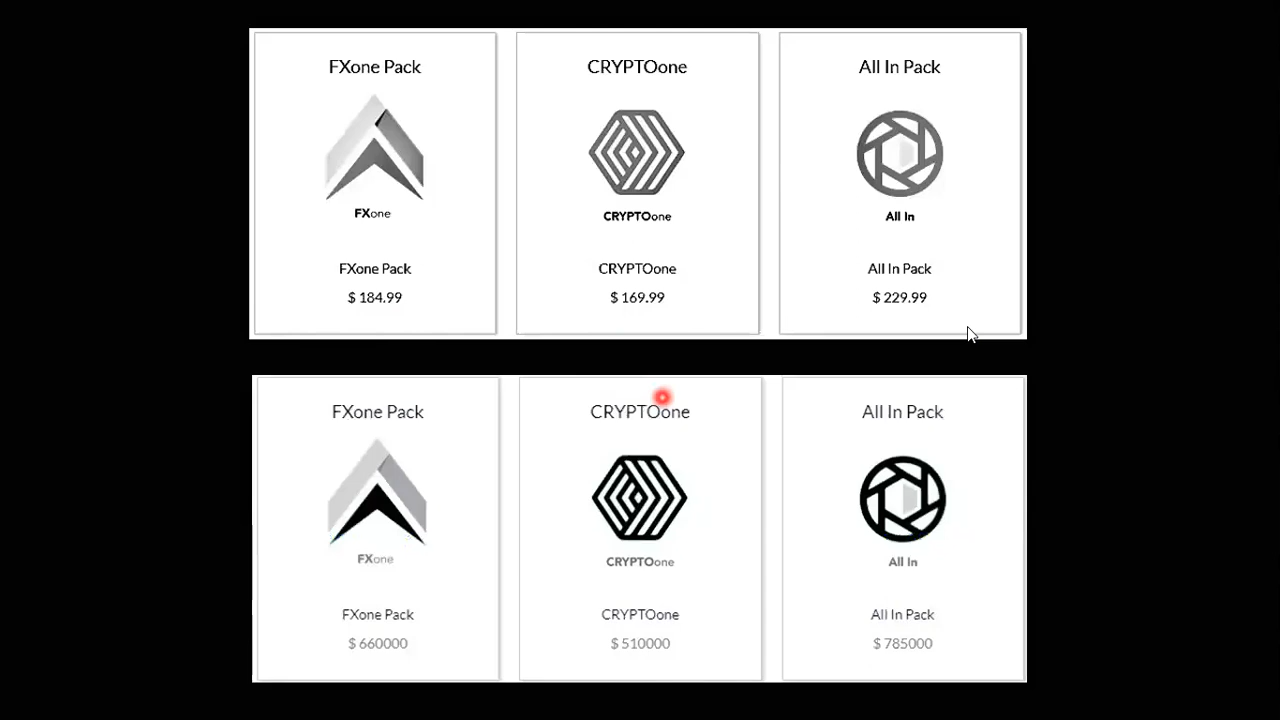 FXone Pack
CRYPTOone
All In Pack
FXone
CRYPTOone
All In
FXone Pack
CRYPTOone
All In Pack
$ 184.99
$ 169.99
$ 229.99
FXone Pack
CRYPTOone
All In Pack
FXone
CRYPTOone
All In
FXone Pack
CRYPTOone
All In Pack
$ 660000
$ 510000
$ 785000